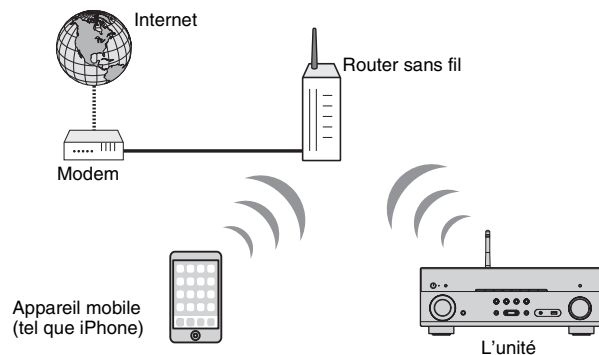 Internet
Router sans fil
Modem
Appareil mobile
(tel que iPhone)
L'unité